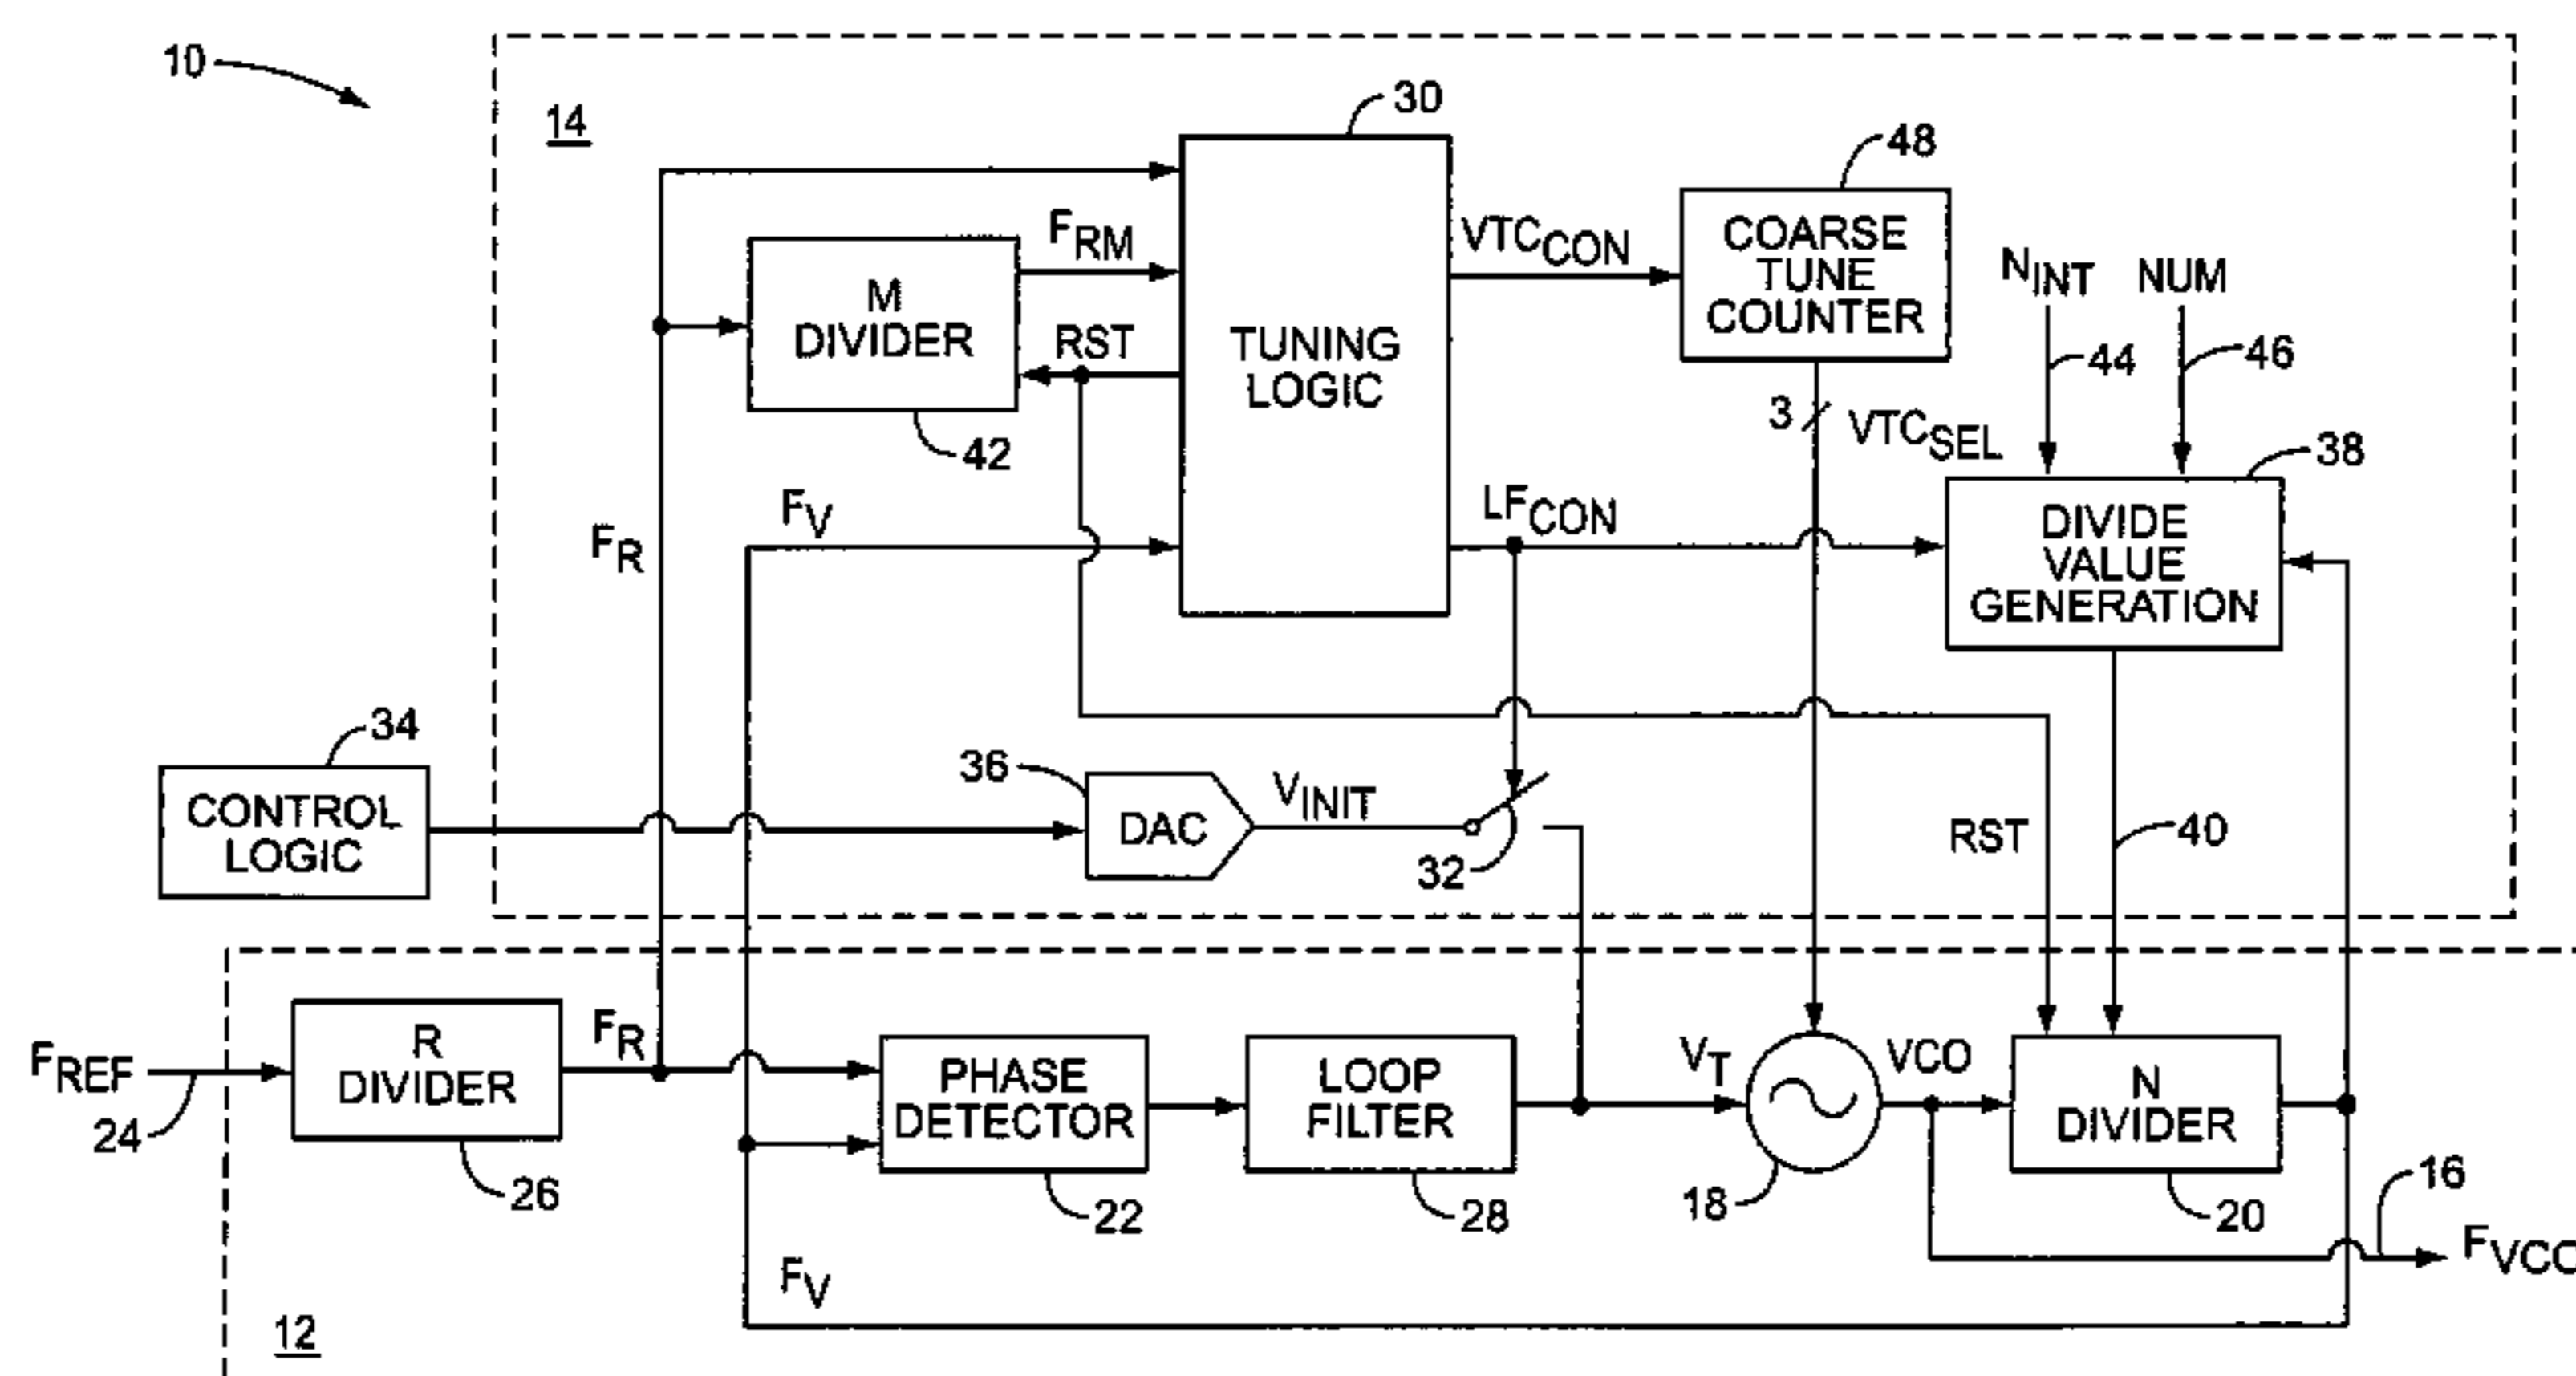 10
14
30
48
COARSE
TUNE
COUNTER
VTCCON
FRM
M
DIVIDER
RST
TUNING
LOGIC
NINT
NUM
44
46
42
3
VTCSEL
38
FR
FV
LFCON
DIVIDE
VALUE
GENERATION
34
CONTROL
LOGIC
36
DAC
VINIT
32
RST
40
FREF
24
R
DIVIDER
26
FR
PHASE
DETECTOR
22
LOOP
FILTER
28
VT
18
VCO
N
DIVIDER
20
16
FVCO
FV
12